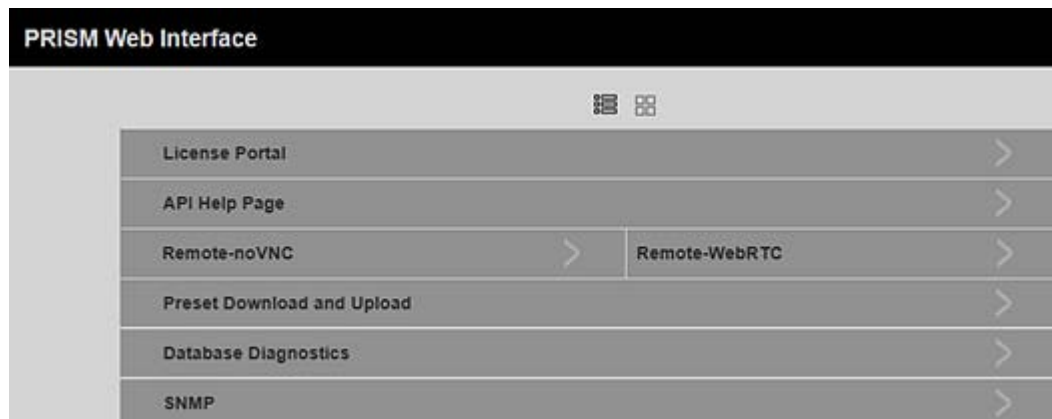 PRISM Web Interface
License Portal
API Help Page
Remote-noVNC
Remote-WebRTC
Preset Download and Upload
Database Diagnostics
SNMP